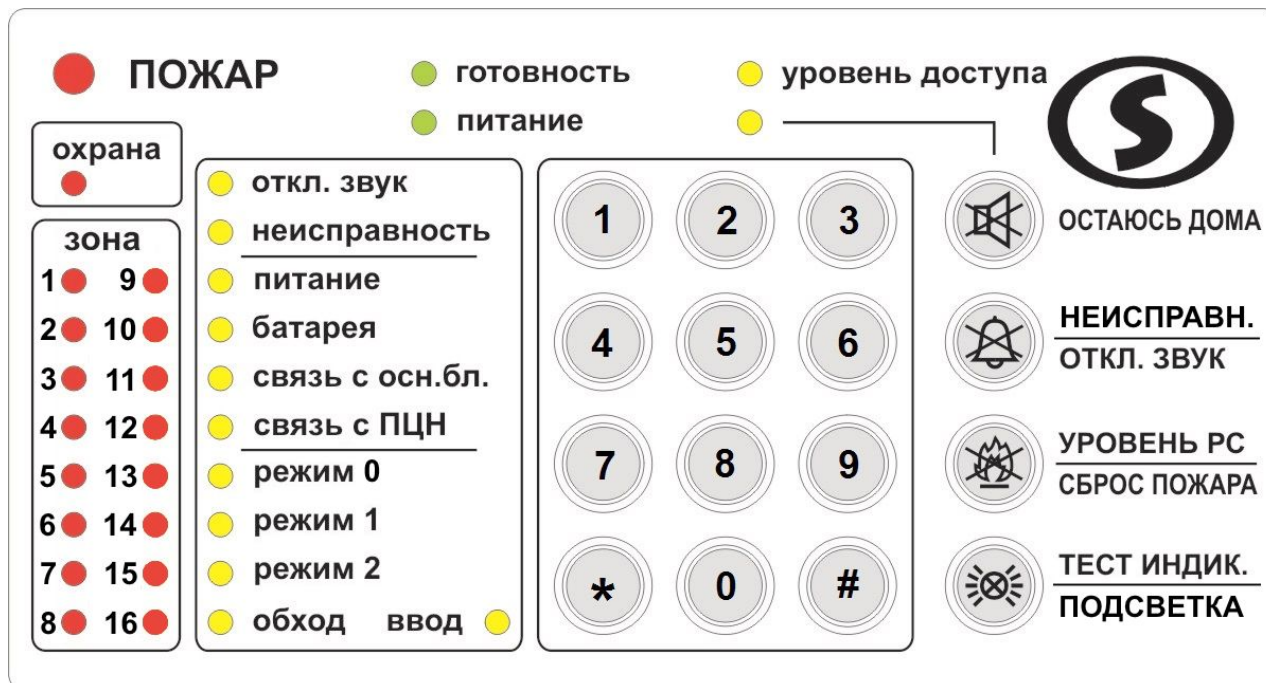 ПОЖАР
готовность
уровень доступа
питание
охрана
зона
1 9
2 10
3 11
4 12
5 13
6 14
7 15
8 16
откл. звук
неисправность
питание
батарея
связь с осн.бл.
связь с ПЦН
режим 0
режим 1
режим 2
обход ввод
1 2 3
4 5 6
7 8 9
* 0 #
S
ОСТАЮСЬ ДОМА
НЕИСПРАВН.
ОТКЛ. ЗВУК
УРОВЕНЬ РС
СБРОС ПОЖАРА
ТЕСТ ИНДИК.
ПОДСВЕТКА